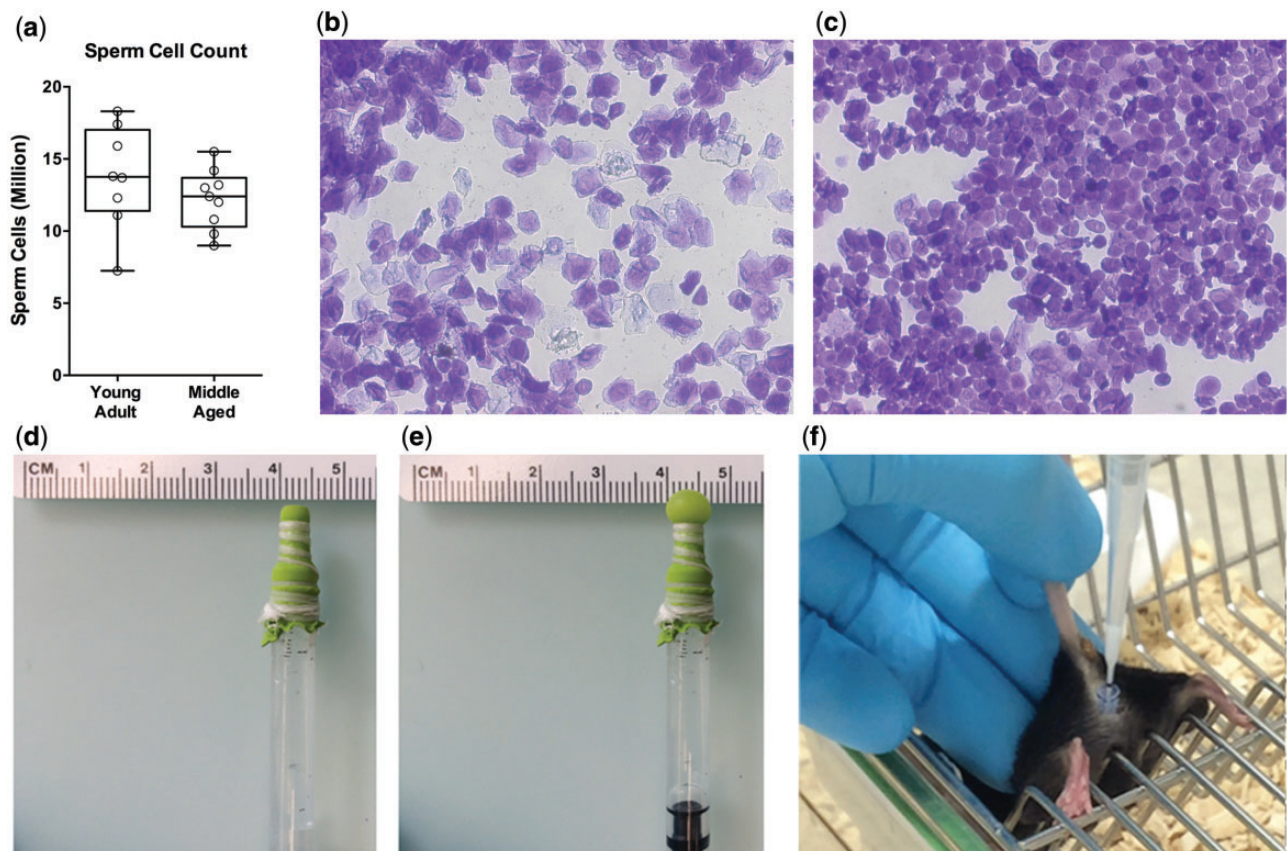 (a)
Sperm Cell Count
Sperm Cells (Million)
20
15
10
5
0
Young
Adult
Middle
Aged
(b)
(c)
(d)
CM 1 2 3 4 5
(e)
CM 1 2 3 4 5
(f)